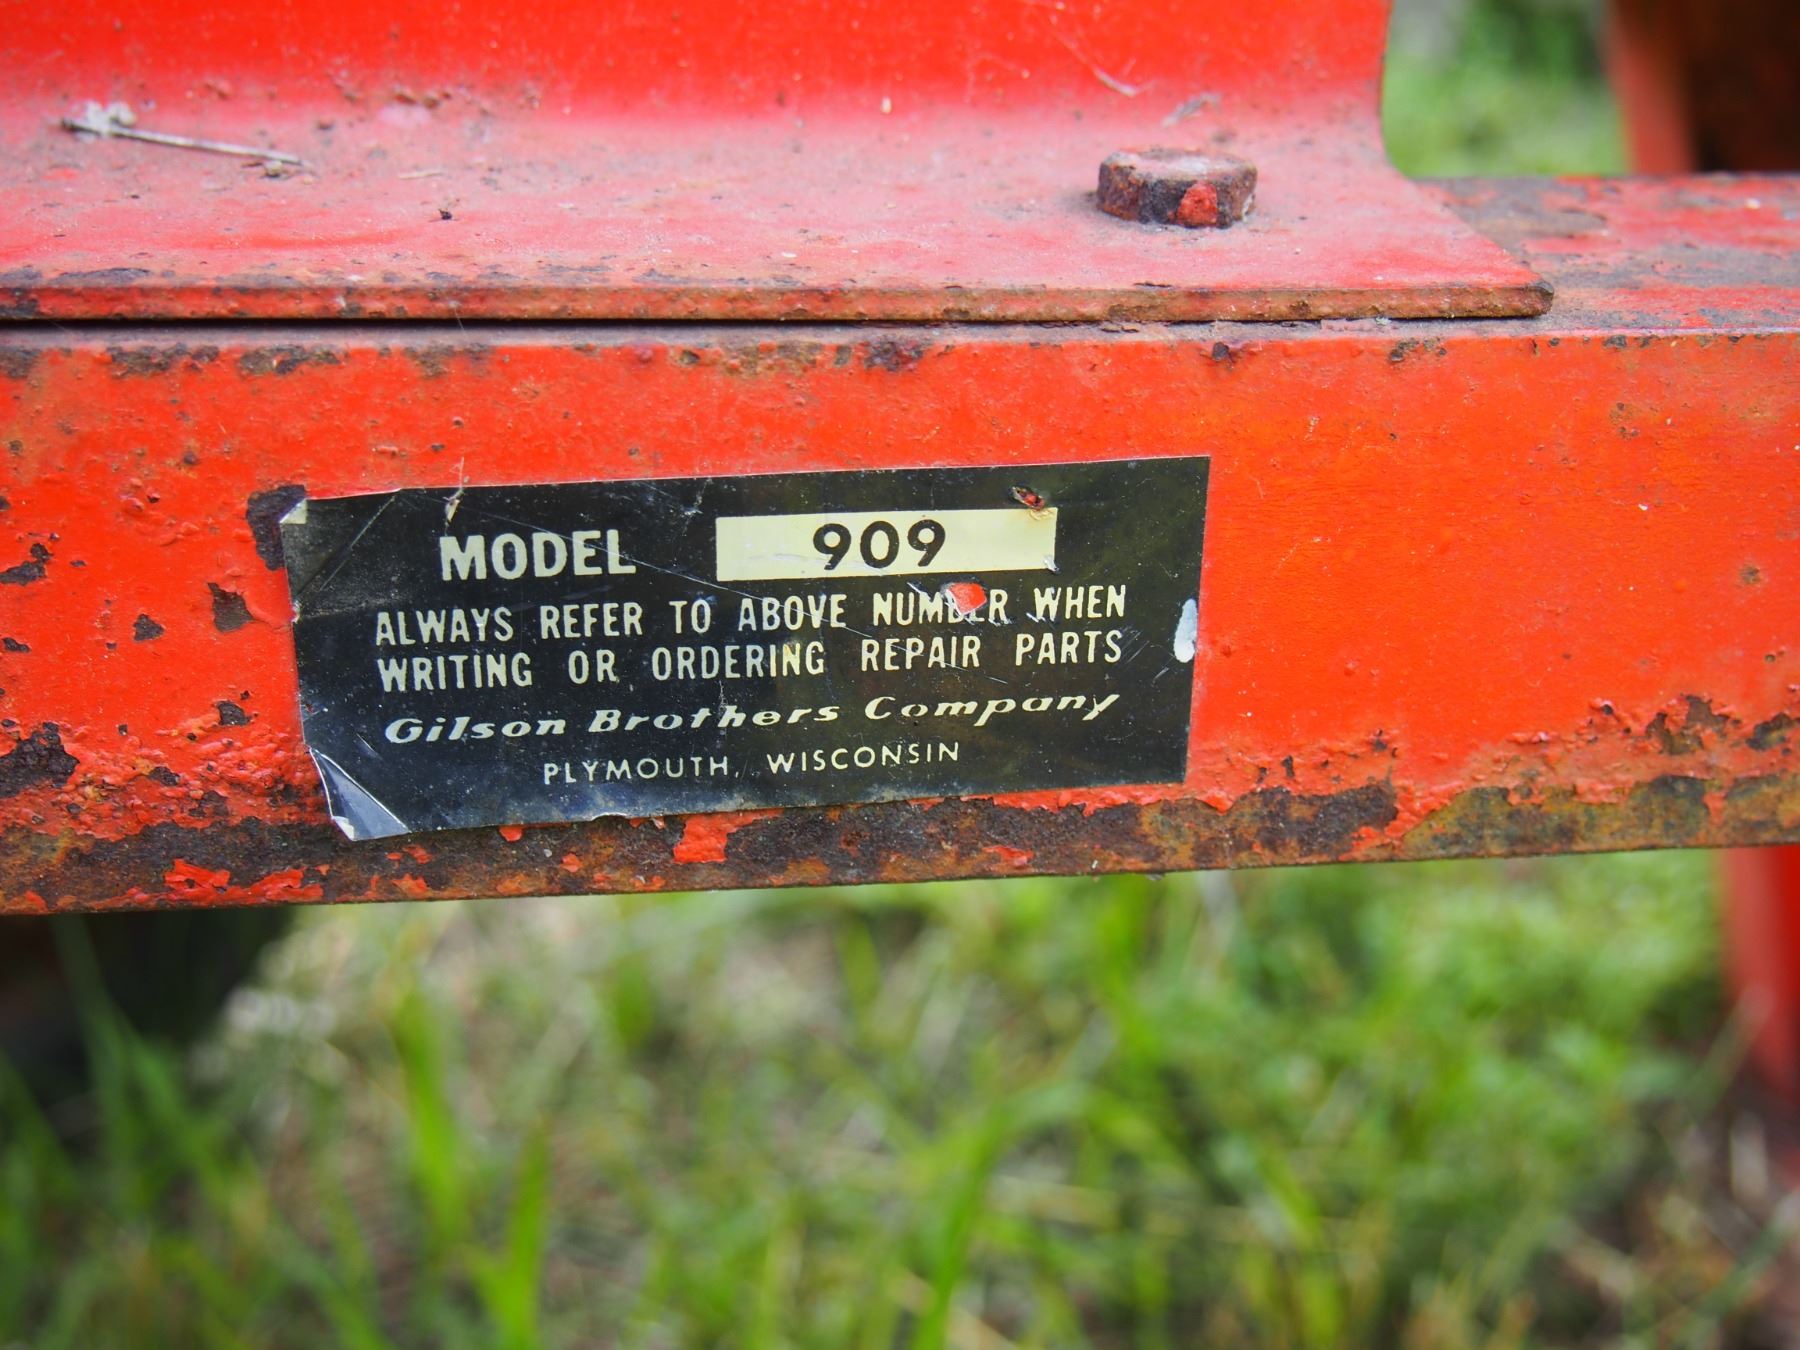 MODEL 909
ALWAYS REFER TO ABOVE NUMBER WHEN
WRITING OR ORDERING REPAIR PARTS
Gilson Brothers Company
PLYMOUTH, WISCONSIN